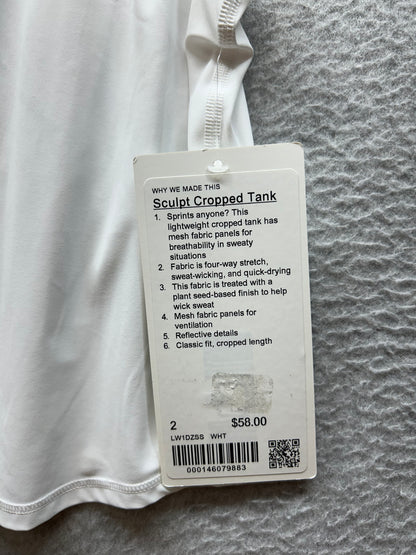 WHY WE MADE THIS
Sculpt Cropped Tank
1. Sprints anyone? This
lightweight cropped tank has
mesh fabric panels for
breathability in sweaty
situations
2. Fabric is four-way stretch,
sweat-wicking, and quick-drying
3. This fabric is treated with a
plant seed-based finish to help
wick sweat
4. Mesh fabric panels for
ventilation
5. Reflective details
6. Classic fit, cropped length
2 $58.00
LW1DZSS WHT
000146079883